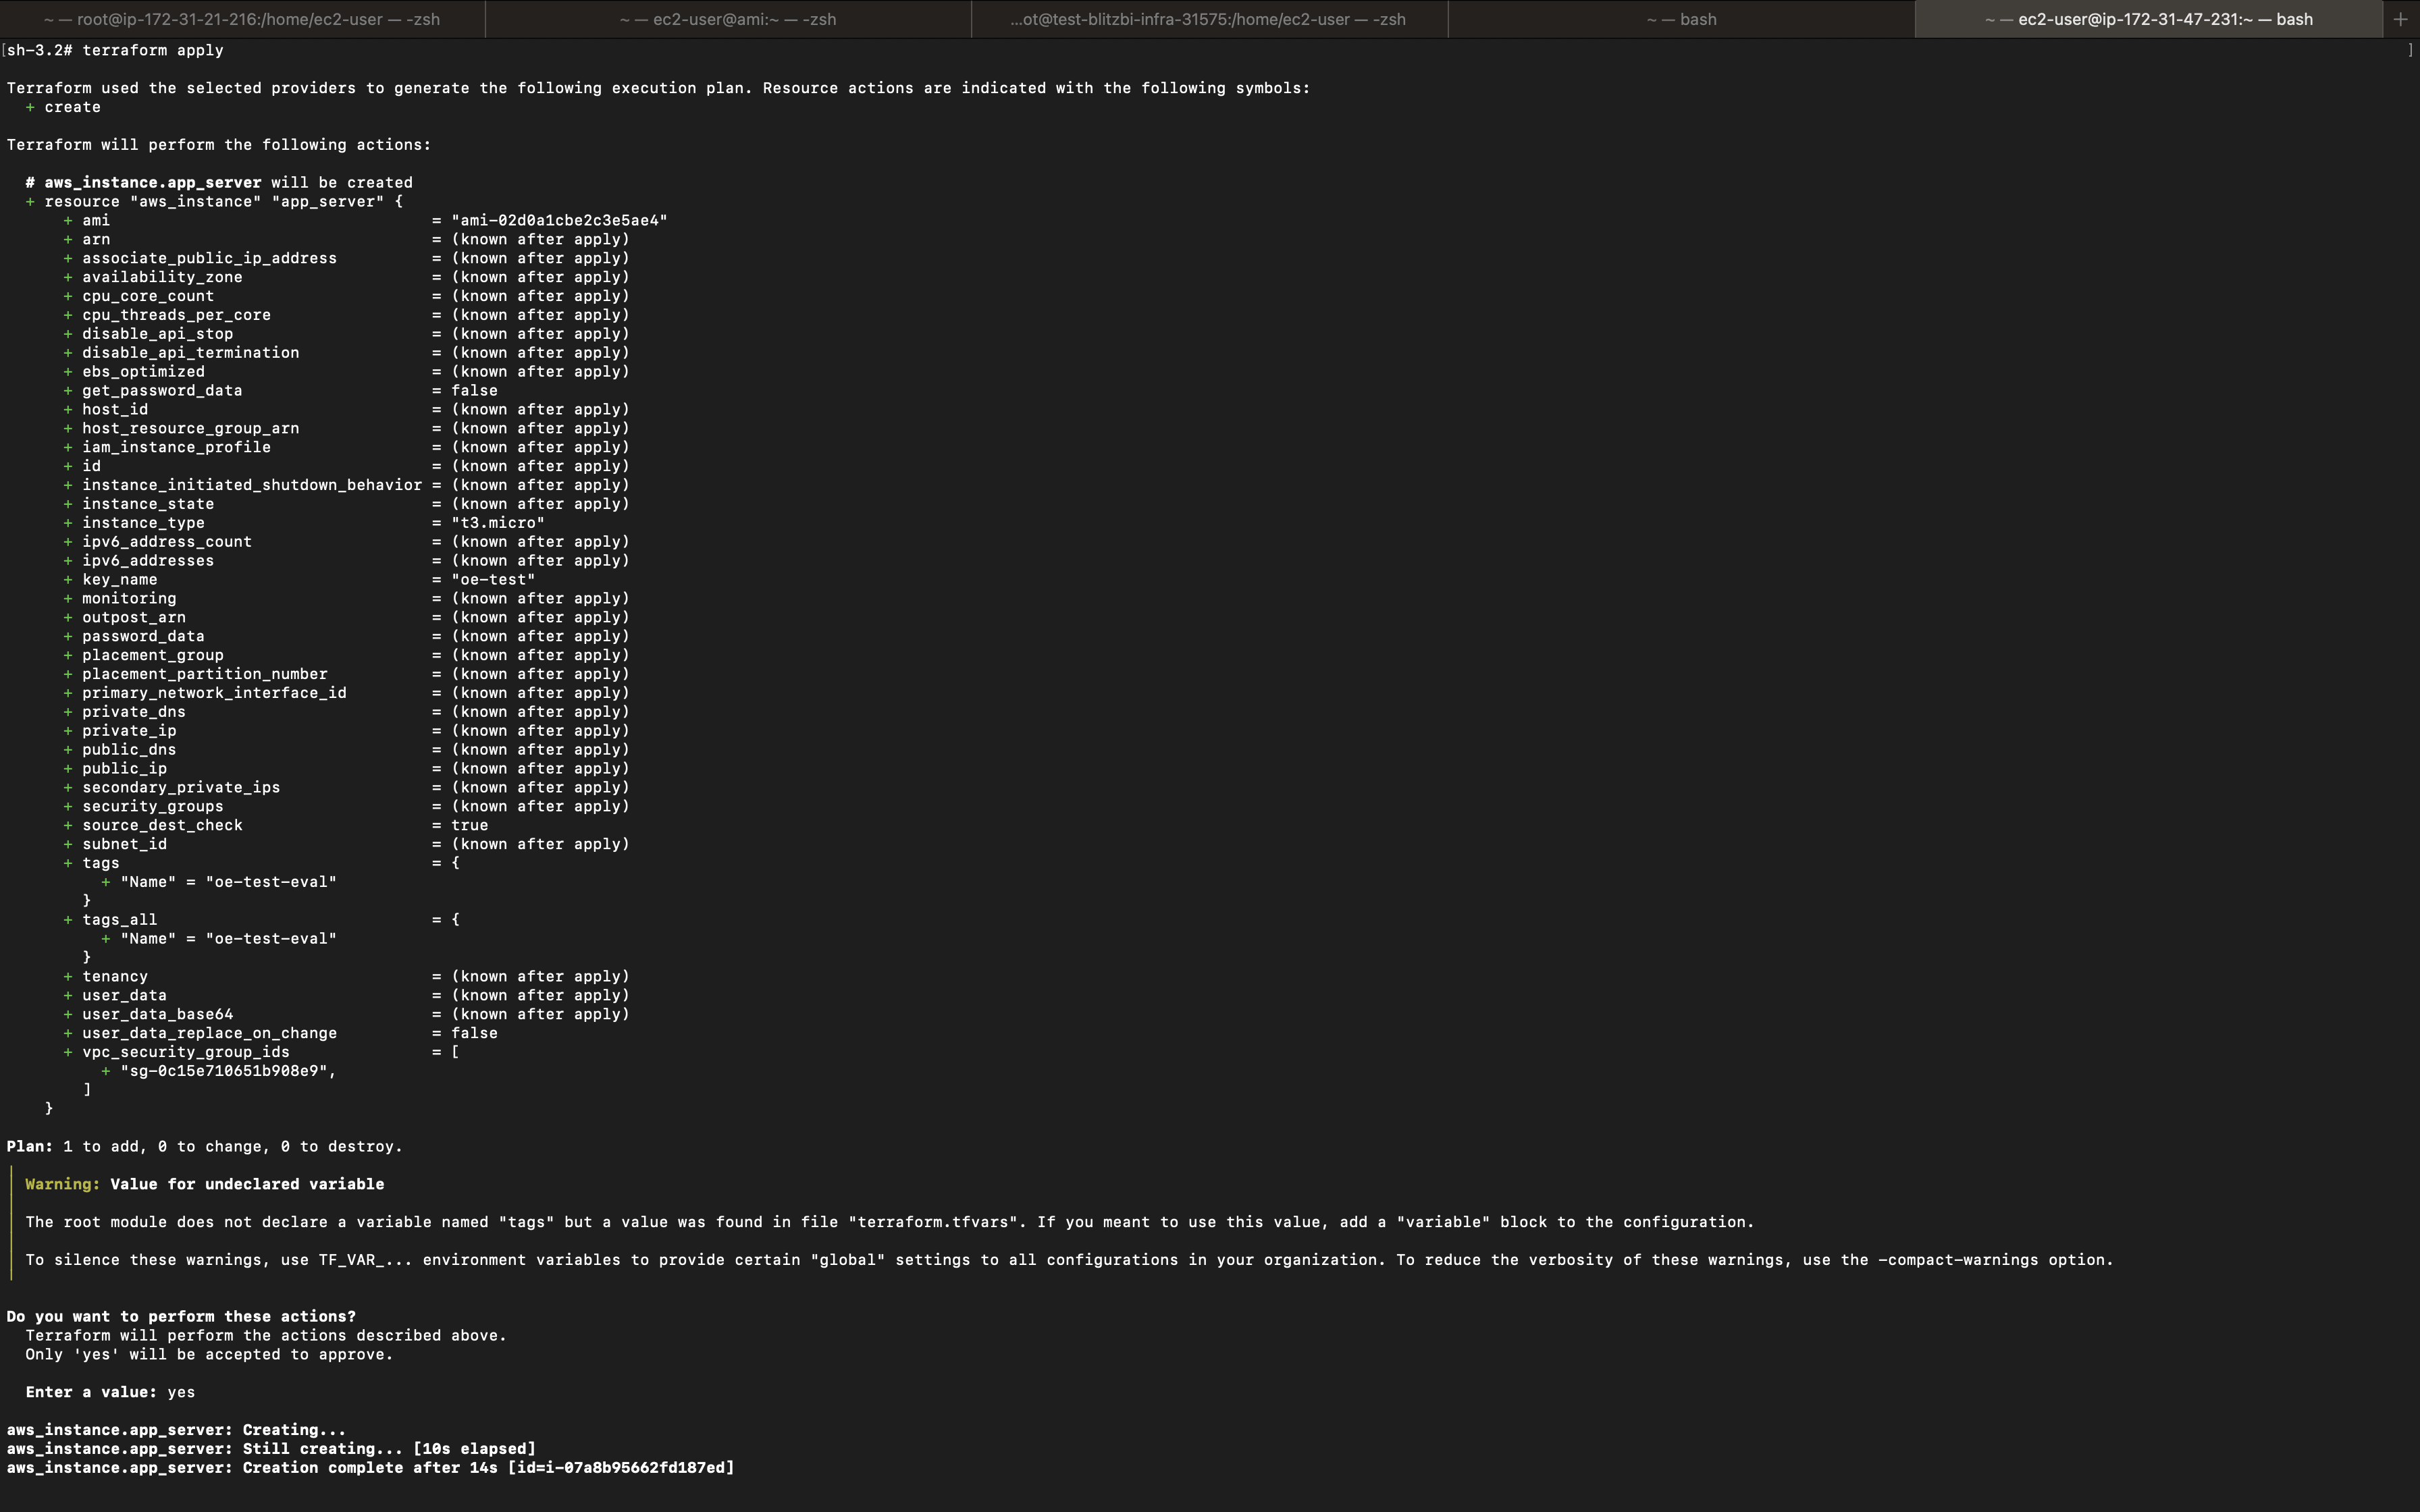 ~ — root@ip-172-31-21-216:/home/ec2-user — -zsh
~ — ec2-user@ami:~ — -zsh
...ot@test-blitzbi-infra-31575:/home/ec2-user — -zsh
~ — bash
~ — ec2-user@ip-172-31-47-231:~ — bash
+
[sh-3.2# terraform apply ]
Terraform used the selected providers to generate the following execution plan. Resource actions are indicated with the following symbols:
+ create
Terraform will perform the following actions:
# aws_instance.app_server will be created
+ resource "aws_instance" "app_server" {
+ ami = "ami-02d0a1cbe2c3e5ae4"
+ arn = (known after apply)
+ associate_public_ip_address = (known after apply)
+ availability_zone = (known after apply)
+ cpu_core_count = (known after apply)
+ cpu_threads_per_core = (known after apply)
+ disable_api_stop = (known after apply)
+ disable_api_termination = (known after apply)
+ ebs_optimized = (known after apply)
+ get_password_data = false
+ host_id = (known after apply)
+ host_resource_group_arn = (known after apply)
+ iam_instance_profile = (known after apply)
+ id = (known after apply)
+ instance_initiated_shutdown_behavior = (known after apply)
+ instance_state = (known after apply)
+ instance_type = "t3.micro"
+ ipv6_address_count = (known after apply)
+ ipv6_addresses = (known after apply)
+ key_name = "oe-test"
+ monitoring = (known after apply)
+ outpost_arn = (known after apply)
+ password_data = (known after apply)
+ placement_group = (known after apply)
+ placement_partition_number = (known after apply)
+ primary_network_interface_id = (known after apply)
+ private_dns = (known after apply)
+ private_ip = (known after apply)
+ public_dns = (known after apply)
+ public_ip = (known after apply)
+ secondary_private_ips = (known after apply)
+ security_groups = (known after apply)
+ source_dest_check = true
+ subnet_id = (known after apply)
+ tags = {
+ "Name" = "oe-test-eval"
}
+ tags_all = {
+ "Name" = "oe-test-eval"
}
+ tenancy = (known after apply)
+ user_data = (known after apply)
+ user_data_base64 = (known after apply)
+ user_data_replace_on_change = false
+ vpc_security_group_ids = [
+ "sg-0c15e710651b908e9",
]
}
Plan: 1 to add, 0 to change, 0 to destroy.
Warning: Value for undeclared variable
The root module does not declare a variable named "tags" but a value was found in file "terraform.tfvars". If you meant to use this value, add a "variable" block to the configuration.
To silence these warnings, use TF_VAR_... environment variables to provide certain "global" settings to all configurations in your organization. To reduce the verbosity of these warnings, use the -compact-warnings option.
Do you want to perform these actions?
Terraform will perform the actions described above.
Only 'yes' will be accepted to approve.
Enter a value: yes
aws_instance.app_server: Creating...
aws_instance.app_server: Still creating... [10s elapsed]
aws_instance.app_server: Creation complete after 14s [id=i-07a8b95662fd187ed]